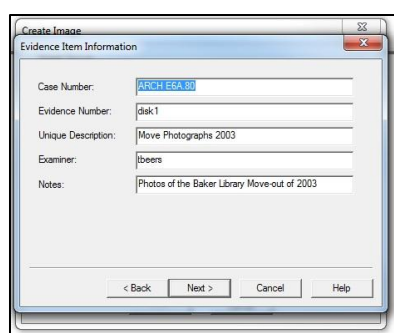 Create Image
Evidence Item Information
Case Number: ARCH E6A.80
Evidence Number: disk1
Unique Description: Move Photographs 2003
Examiner: tbeers
Notes: Photos of the Baker Library Move-out of 2003
< Back Next > Cancel Help